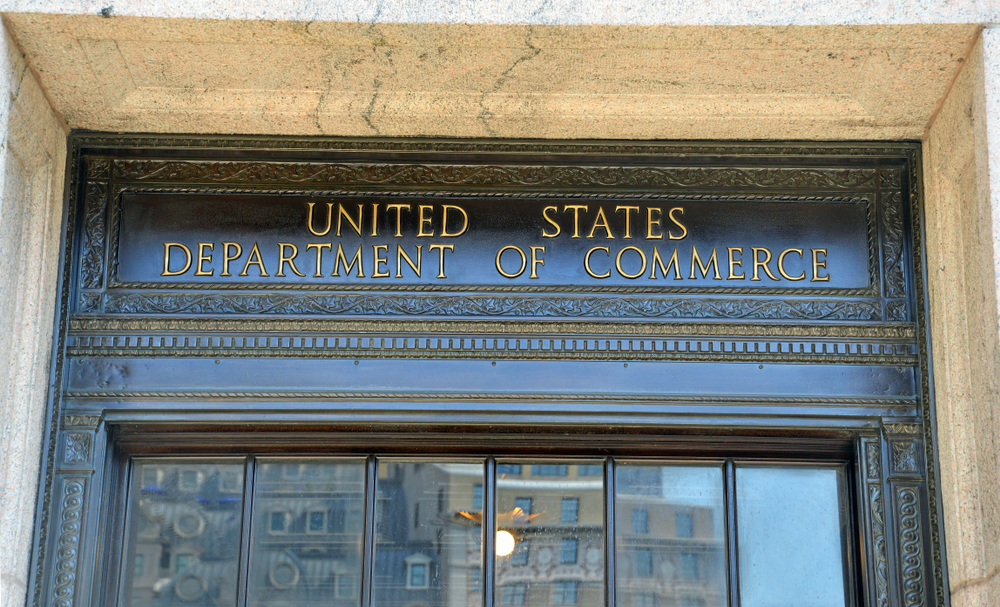 UNITED STATES
DEPARTMENT OF COMMERCE